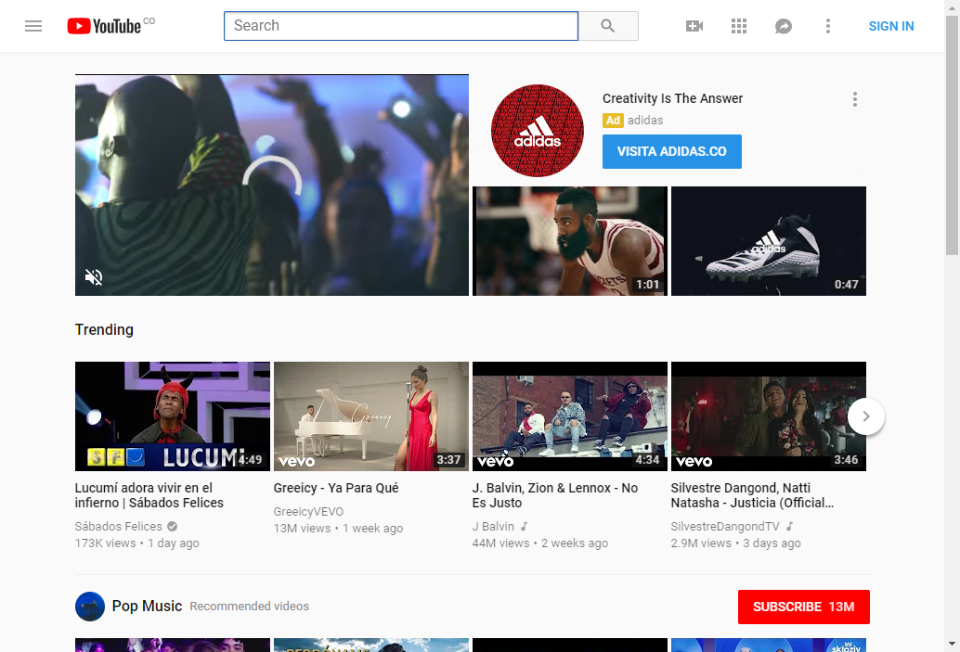 YouTube CO
Search
SIGN IN
Creativity Is The Answer
Ad adidas
VISITA ADIDAS.CO
adidas
adidas
1:01
0:47
Trending
SF LUCUMÍ
4:49
Greeicy
vevo
3:37
vevo
4:34
vevo
3:46
Lucumí adora vivir en el
infierno | Sábados Felices
Sábados Felices
173K views • 1 day ago
Greeicy - Ya Para Qué
GreeicyVEVO
13M views • 1 week ago
J. Balvin, Zion & Lennox - No
Es Justo
J Balvin
44M views • 2 weeks ago
Silvestre Dangond, Natti
Natasha - Justicia (Official...
SilvestreDangondTV
2.9M views • 3 days ago
Pop Music Recommended videos
SUBSCRIBE 13M